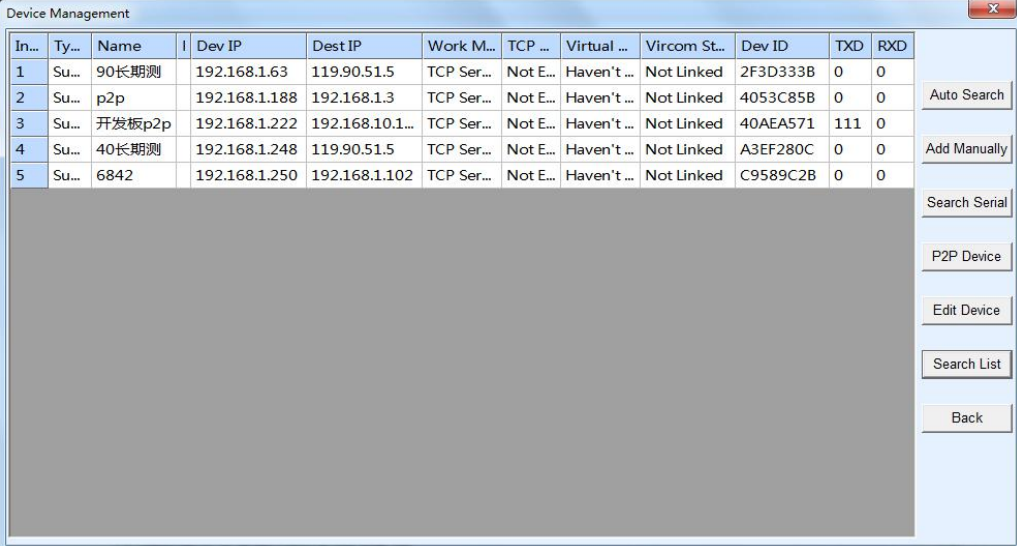 Device Management
In... Ty... Name I Dev IP Dest IP Work M... TCP ... Virtual ... Vircom St... Dev ID TXD RXD
1 Su... 90长期测 192.168.1.63 119.90.51.5 TCP Ser... Not E... Haven't ... Not Linked 2F3D333B 0 0
2 Su... p2p 192.168.1.188 192.168.1.3 TCP Ser... Not E... Haven't ... Not Linked 4053C85B 0 0
3 Su... 开发板p2p 192.168.1.222 192.168.10.1... TCP Ser... Not E... Haven't ... Not Linked 40AEA571 111 0
4 Su... 40长期测 192.168.1.248 119.90.51.5 TCP Ser... Not E... Haven't ... Not Linked A3EF280C 0 0
5 Su... 6842 192.168.1.250 192.168.1.102 TCP Ser... Not E... Haven't ... Not Linked C9589C2B 0 0
Auto Search
Add Manually
Search Serial
P2P Device
Edit Device
Search List
Back